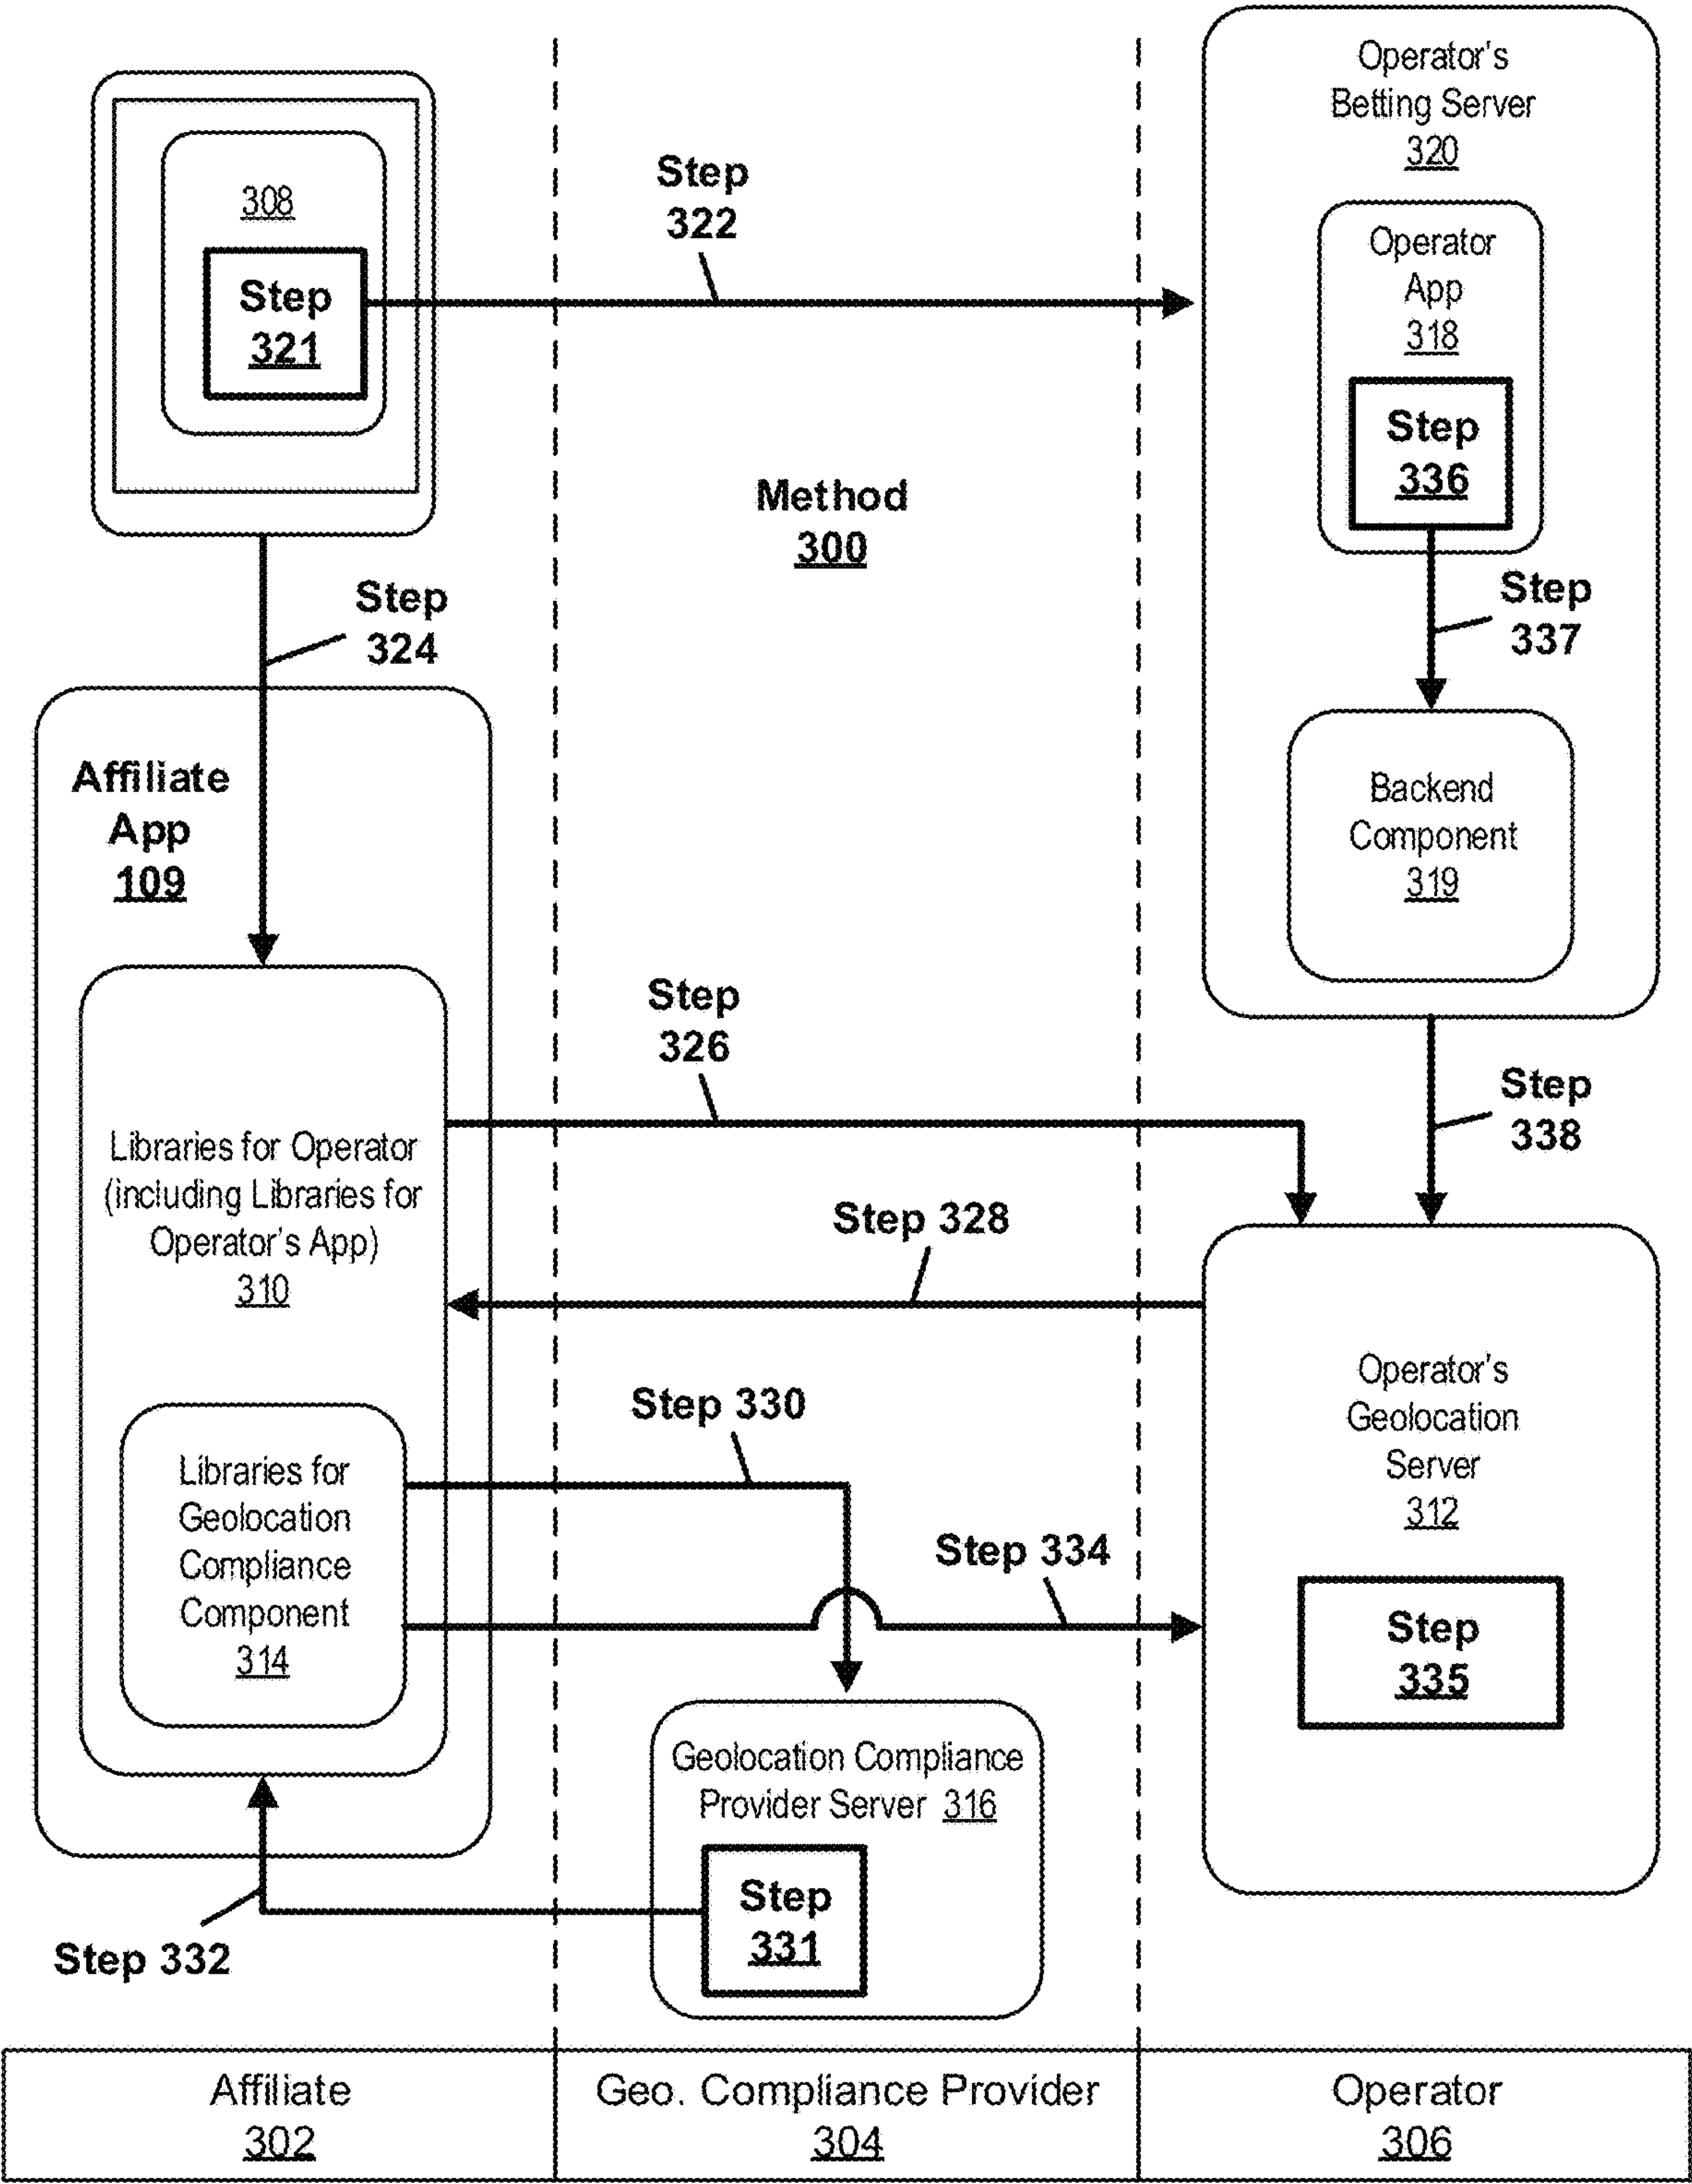 Operator's
Betting Server
320
308
Step
321
Step
322
Operator
App
318
Step
336
Method
300
Step
324
Step
337
Affiliate
App
109
Backend
Component
319
Step
326
Step
338
Libraries for Operator
(including Libraries for
Operator's App)
310
Step 328
Operator's
Geolocation
Server
312
Step 330
Libraries for
Geolocation
Compliance
Component
314
Step 334
Step
335
Geolocation Compliance
Provider Server 316
Step
331
Step 332
Affiliate
302
Geo. Compliance Provider
304
Operator
306